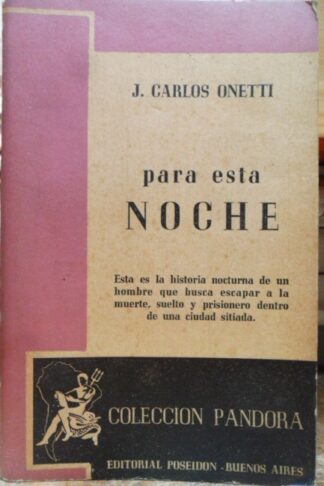 J. CARLOS ONETTI
para esta
NOCHE
Esta es la historia nocturna de un
hombre que busca escapar a la
muerte, suelto y prisionero dentro
de una ciudad sitiada.
COLECCION PANDORA
EDITORIAL POSEIDON - BUENOS AIRES